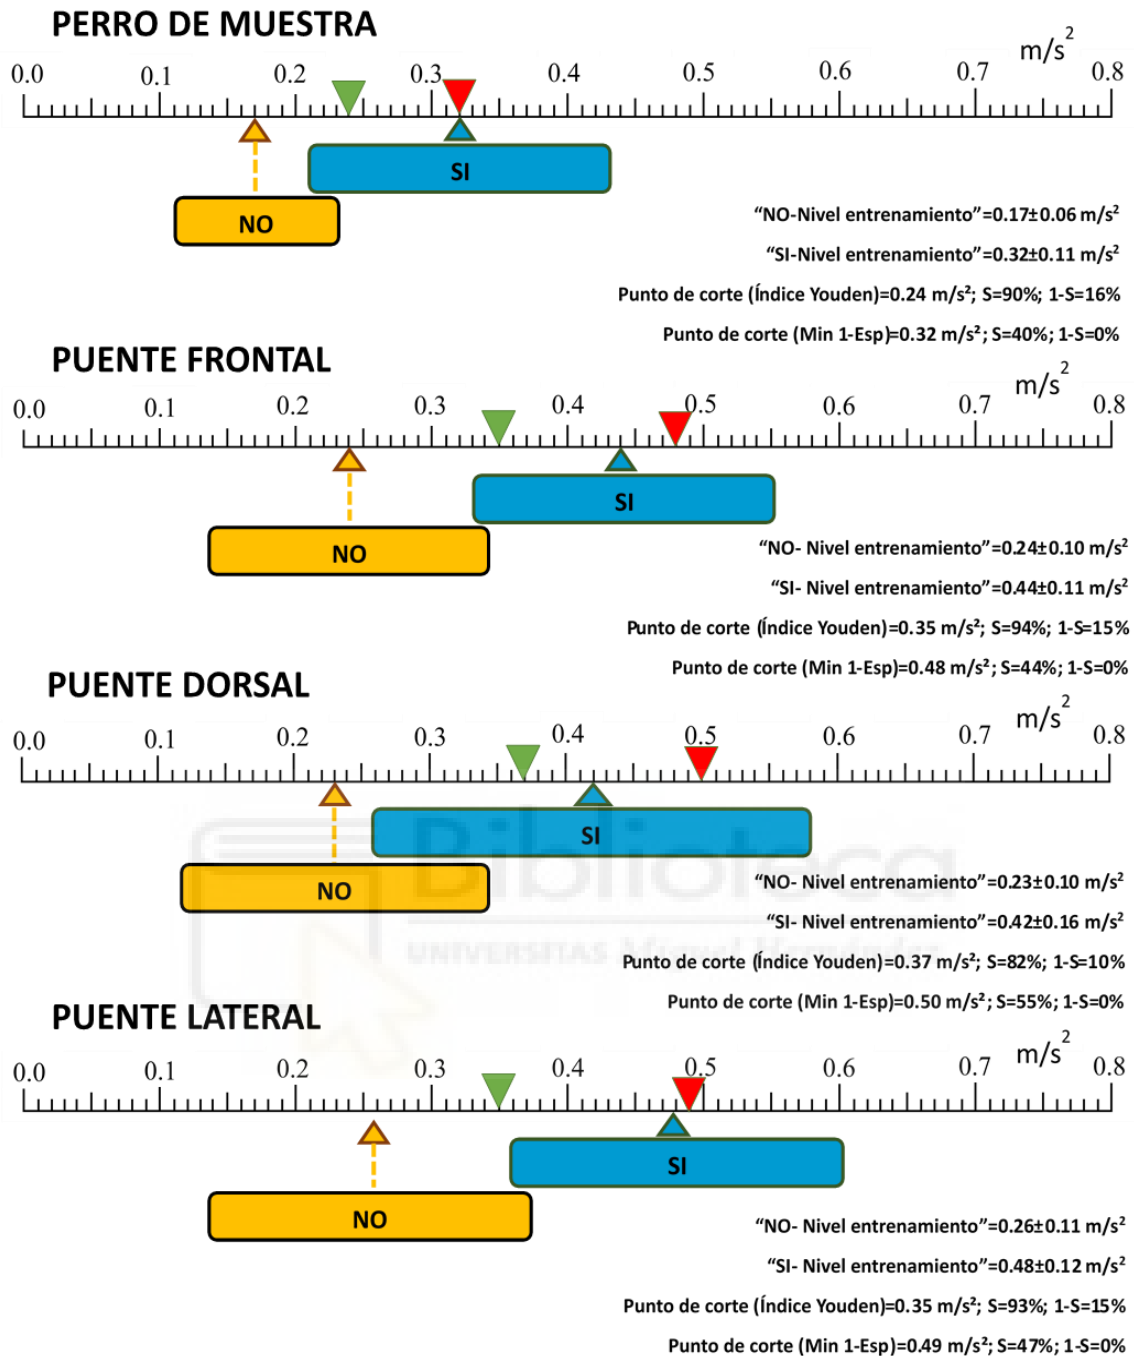 PERRO DE MUESTRA
m/s²
0.0 0.1 0.2 0.3 0.4 0.5 0.6 0.7 0.8
SI
NO
“NO-Nivel entrenamiento”=0.17±0.06 m/s²
“SI-Nivel entrenamiento”=0.32±0.11 m/s²
Punto de corte (Índice Youden)=0.24 m/s²; S=90%; 1-S=16%
Punto de corte (Min 1-Esp)=0.32 m/s²; S=40%; 1-S=0%
PUENTE FRONTAL
m/s²
0.0 0.1 0.2 0.3 0.4 0.5 0.6 0.7 0.8
SI
NO
“NO- Nivel entrenamiento”=0.24±0.10 m/s²
“SI- Nivel entrenamiento”=0.44±0.11 m/s²
Punto de corte (Índice Youden)=0.35 m/s²; S=94%; 1-S=15%
Punto de corte (Min 1-Esp)=0.48 m/s²; S=44%; 1-S=0%
PUENTE DORSAL
m/s²
0.0 0.1 0.2 0.3 0.4 0.5 0.6 0.7 0.8
SI
Biblioteca
NO
“NO- Nivel entrenamiento”=0.23±0.10 m/s²
“SI- Nivel entrenamiento”=0.42±0.16 m/s²
UNIVERSITAS Miguel Hernández
Punto de corte (Índice Youden)=0.37 m/s²; S=82%; 1-S=10%
Punto de corte (Min 1-Esp)=0.50 m/s²; S=55%; 1-S=0%
PUENTE LATERAL
m/s²
0.0 0.1 0.2 0.3 0.4 0.5 0.6 0.7 0.8
SI
NO
“NO- Nivel entrenamiento”=0.26±0.11 m/s²
“SI- Nivel entrenamiento”=0.48±0.12 m/s²
Punto de corte (Índice Youden)=0.35 m/s²; S=93%; 1-S=15%
Punto de corte (Min 1-Esp)=0.49 m/s²; S=47%; 1-S=0%